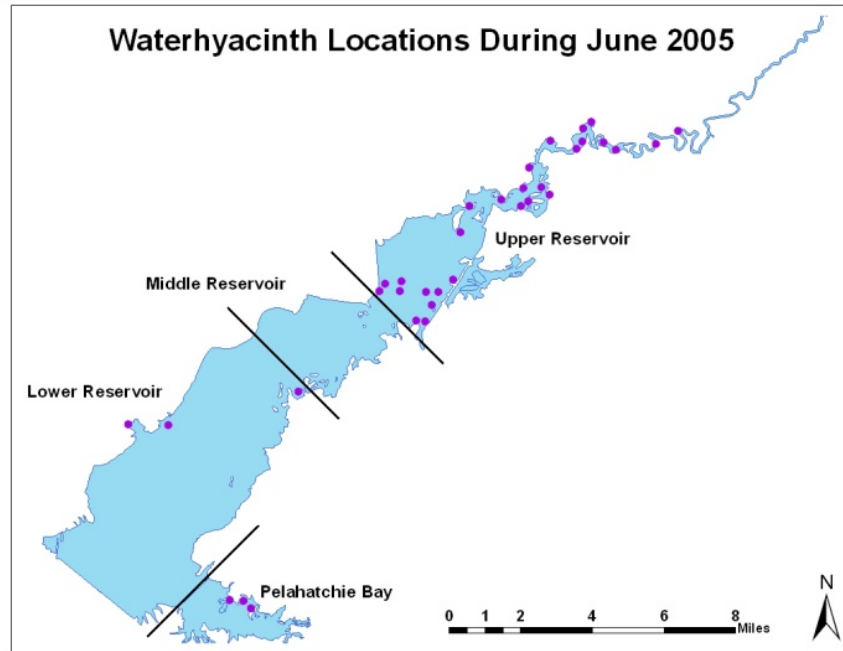 Waterhyacinth Locations During June 2005
Upper Reservoir
Middle Reservoir
Lower Reservoir
Pelahatchie Bay
N
0 1 2 4 6 8
Miles